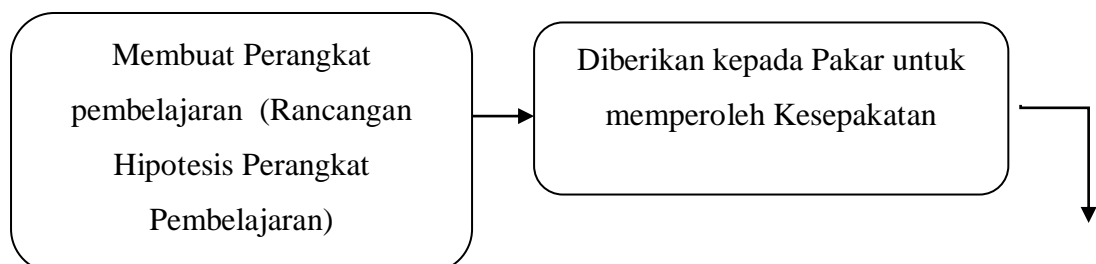 Membuat Perangkat
pembelajaran (Rancangan
Hipotesis Perangkat
Pembelajaran)
Diberikan kepada Pakar untuk
memperoleh Kesepakatan